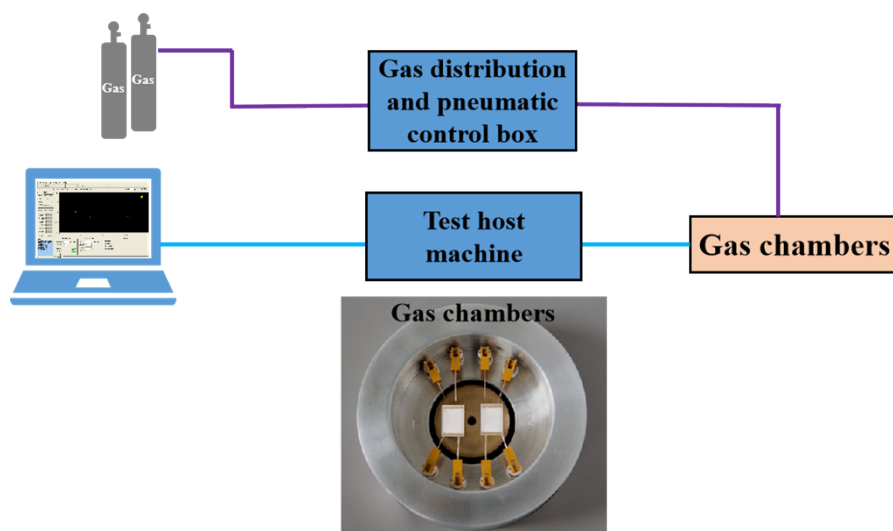 Gas
Gas
Gas distribution
and pneumatic
control box
Test host
machine
Gas chambers
Gas chambers